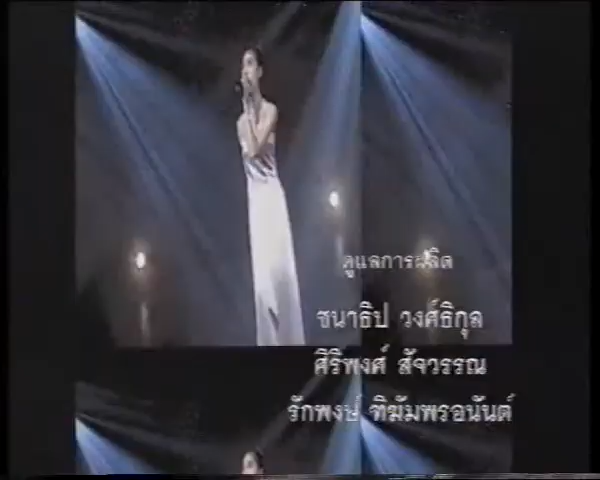 ดูแลการผลิต
ชนาธิป วงศ์ธิกุล
ศิริพงศ์ สัจวรรณ
รักพงษ์ ทิฆัมพรอนันต์